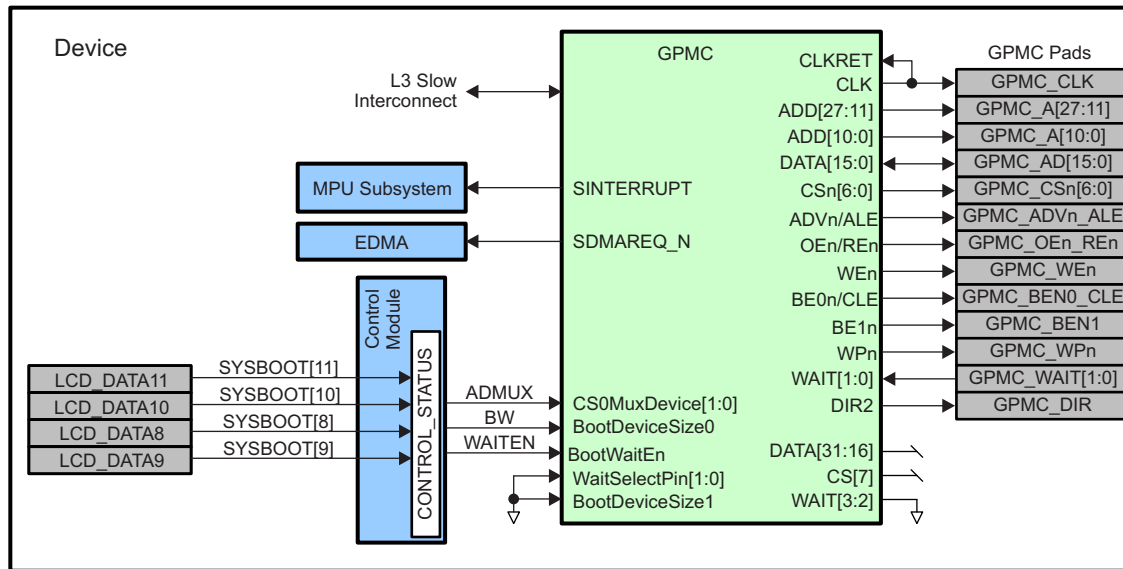 Device
L3 Slow
Interconnect
MPU Subsystem
EDMA
Control
Module
CONTROL_STATUS
LCD_DATA11
LCD_DATA10
LCD_DATA8
LCD_DATA9
SYSBOOT[11]
SYSBOOT[10]
SYSBOOT[8]
SYSBOOT[9]
ADMUX
BW
WAITEN
GPMC
SINTERRUPT
SDMAREQ_N
CS0MuxDevice[1:0]
BootDeviceSize0
BootWaitEn
WaitSelectPin[1:0]
BootDeviceSize1
CLKRET
CLK
ADD[27:11]
ADD[10:0]
DATA[15:0]
CSn[6:0]
ADVn/ALE
OEn/REn
WEn
BE0n/CLE
BE1n
WPn
WAIT[1:0]
DIR2
DATA[31:16]
CS[7]
WAIT[3:2]
GPMC Pads
GPMC_CLK
GPMC_A[27:11]
GPMC_A[10:0]
GPMC_AD[15:0]
GPMC_CSn[6:0]
GPMC_ADVn_ALE
GPMC_OEn_REn
GPMC_WEn
GPMC_BEN0_CLE
GPMC_BEN1
GPMC_WPn
GPMC_WAIT[1:0]
GPMC_DIR